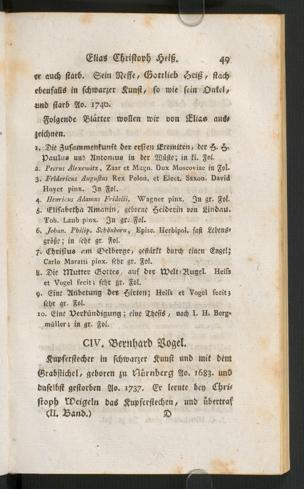 Elias Christoph Heiß. 49
er auch starb. Sein Neffe, Gottlieb Heiß, stach
ebenfalls in schwarzer Kunst, so wie sein Onkel,
und starb Ao. 1740.
Folgende Blätter wollen wir von Elias aus-
zeichnen.
1. Die Zusammenkunft der ersten Eremiten, der H. H.
Paulus und Antonius in der Wüste; in kl. Fol.
2. Petrus Alexewitz, Zaar et Magn. Dux Moscoviae in Fol.
3. Fridericus Augustus Rex Polon. et Elect. Saxon. David
Hoyer pinx. In Fol.
4. Henricus Adamus Fridelii. Wagner pinx. In gr. Fol.
5. Elisabetha Amanin, geborne Heiderin von Lindau.
Tob. Laub pinx. In gr. Fol.
6. Johan. Philip. Schönborn, Episc. Herbipol. fast Lebens-
größe; in sehr gr. Fol.
7. Christus am Oelberge, gestärkt durch einen Engel;
Carlo Maratti pinx. sehr gr. Fol.
8. Die Mutter Gottes, auf der Welt-Kugel. Heiss
et Vogel fecit; sehr gr. Fol.
9. Eine Anbetung der Hirten; Heiss et Vogel fecit;
sehr gr. Fol.
10. Eine Verkündigung; eine Thesis, nach J. H. Berg-
müller; in gr. Fol.
CIV. Bernhard Vogel.
Kupferstecher in schwarzer Kunst und mit dem
Grabstichel, geboren zu Nürnberg Ao. 1683. und
daselbst gestorben Ao. 1737. Er lernte bey Chri-
stoph Weigeln das Kupferstechen, und übertraf
(II. Band.) D